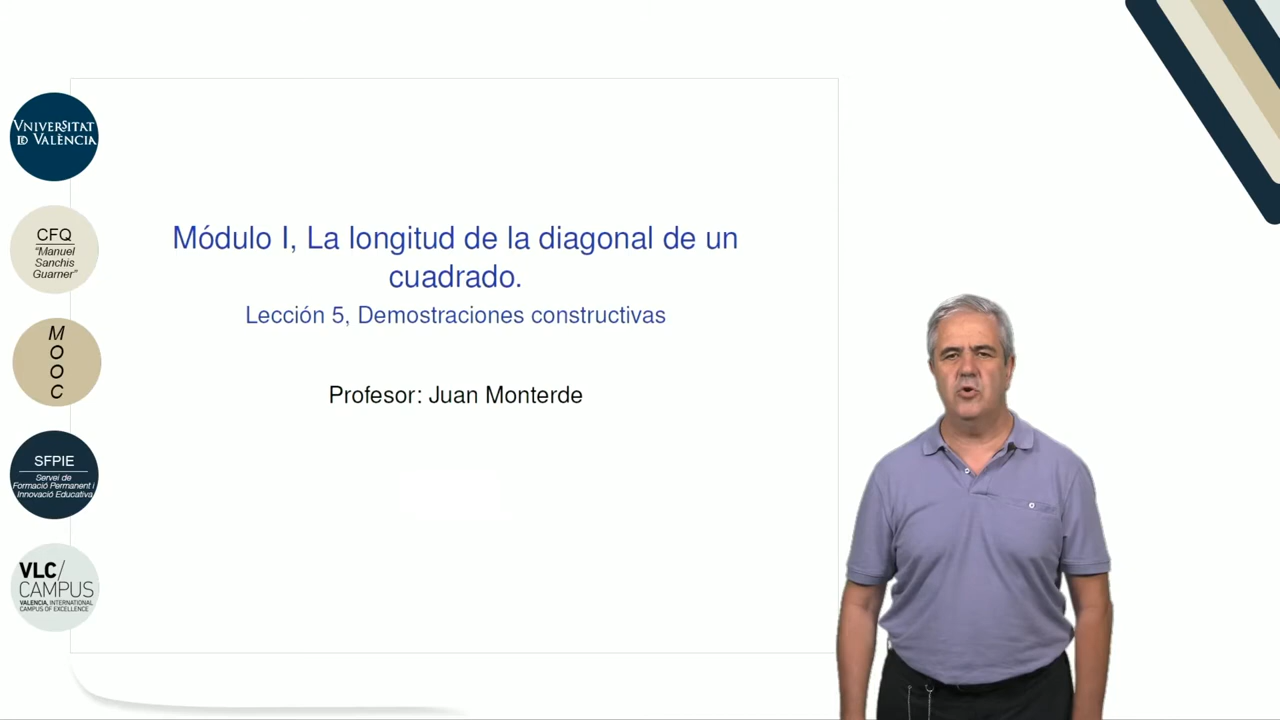 VNIVERSITAT
ID VALÈNCIA
CFQ
“Manuel
Sanchis
Guarner”
M
O
O
C
SFPIE
Servei de
Formació Permanent i
Innovació Educativa
VLC/
CAMPUS
VALENCIA, INTERNATIONAL
CAMPUS OF EXCELLENCE
Módulo I, La longitud de la diagonal de un
cuadrado.
Lección 5, Demostraciones constructivas
Profesor: Juan Monterde